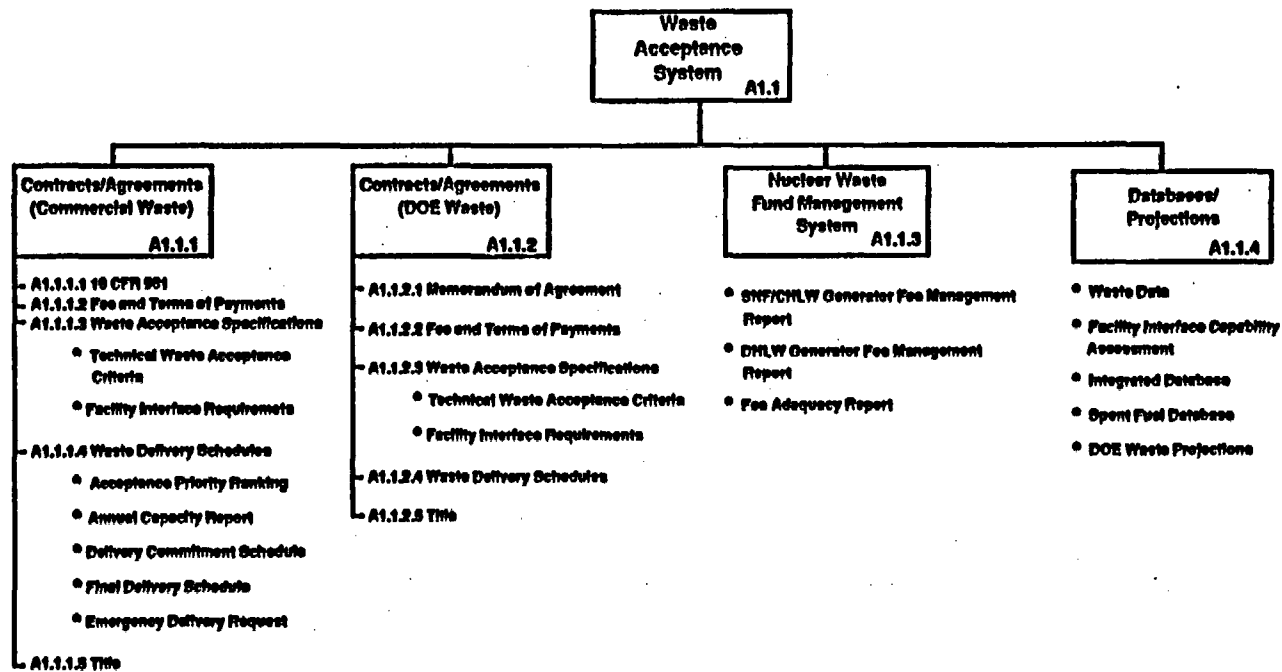 Waste
Acceptance
System
A1.1
Contracts/Agreements
(Commercial Waste)
A1.1.1
A1.1.1.1 10 CFR 961
A1.1.1.2 Fee and Terms of Payments
A1.1.1.3 Waste Acceptance Specifications
• Technical Waste Acceptance
Criteria
• Facility Interface Requiremets
A1.1.1.4 Waste Delivery Schedules
• Acceptance Priority Ranking
• Annual Capacity Report
• Delivery Commitment Schedule
• Final Delivery Schedule
• Emergency Delivery Request
A1.1.1.5 Title
Contracts/Agreements
(DOE Waste)
A1.1.2
A1.1.2.1 Memorandum of Agreement
A1.1.2.2 Fee and Terms of Payments
A1.1.2.3 Waste Acceptance Specifications
• Technical Waste Acceptance Criteria
• Facility Interface Requirements
A1.1.2.4 Waste Delivery Schedules
A1.1.2.5 Title
Nuclear Waste
Fund Management
System
A1.1.3
• SNF/CHLW Generator Fee Management
Report
• DHLW Generator Fee Management
Report
• Fee Adequacy Report
Databases/
Projections
A1.1.4
• Waste Data
• Facility Interface Capability
Assessment
• Integrated Database
• Spent Fuel Database
• DOE Waste Projections